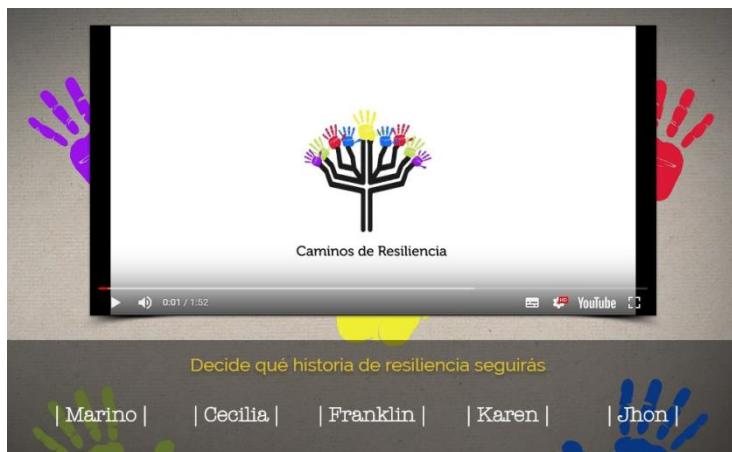 Caminos de Resiliencia
0:01 / 1:52
HD
YouTube
Decide qué historia de resiliencia seguirás
| Marino | | Cecilia | | Franklin | | Karen | | Jhon |